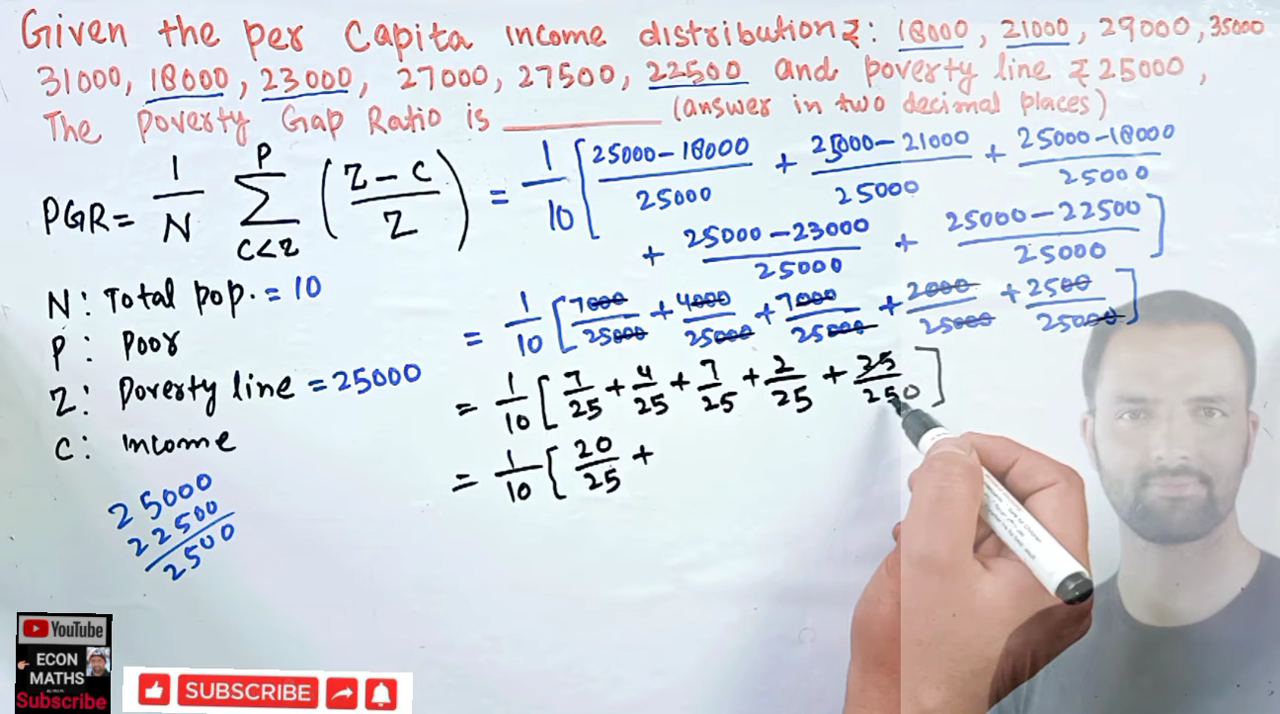 Given the per Capita income distribution ₹: 18000, 21000, 29000, 35000
31000, 18000, 23000, 27000, 27500, 22500 and poverty line ₹ 25000,
The Poverty Gap Ratio is ________ (answer in two decimal places)
PGR = 1/N Σ^P_{C<Z} (Z-C/Z) = 1/10 [25000-18000/25000 + 25000-21000/25000 + 25000-18000/25000
+ 25000-23000/25000 + 25000-22500/25000]
N: Total pop. = 10
= 1/10 [7000/25000 + 4000/25000 + 7000/25000 + 2000/25000 + 2500/25000]
P: Poor
Z: Poverty line = 25000
= 1/10 [7/25 + 4/25 + 7/25 + 2/25 + 25/250]
C: income
= 1/10 [20/25 +
25000
22500
2500
YouTube
ECON
MATHS
Subscribe
SUBSCRIBE